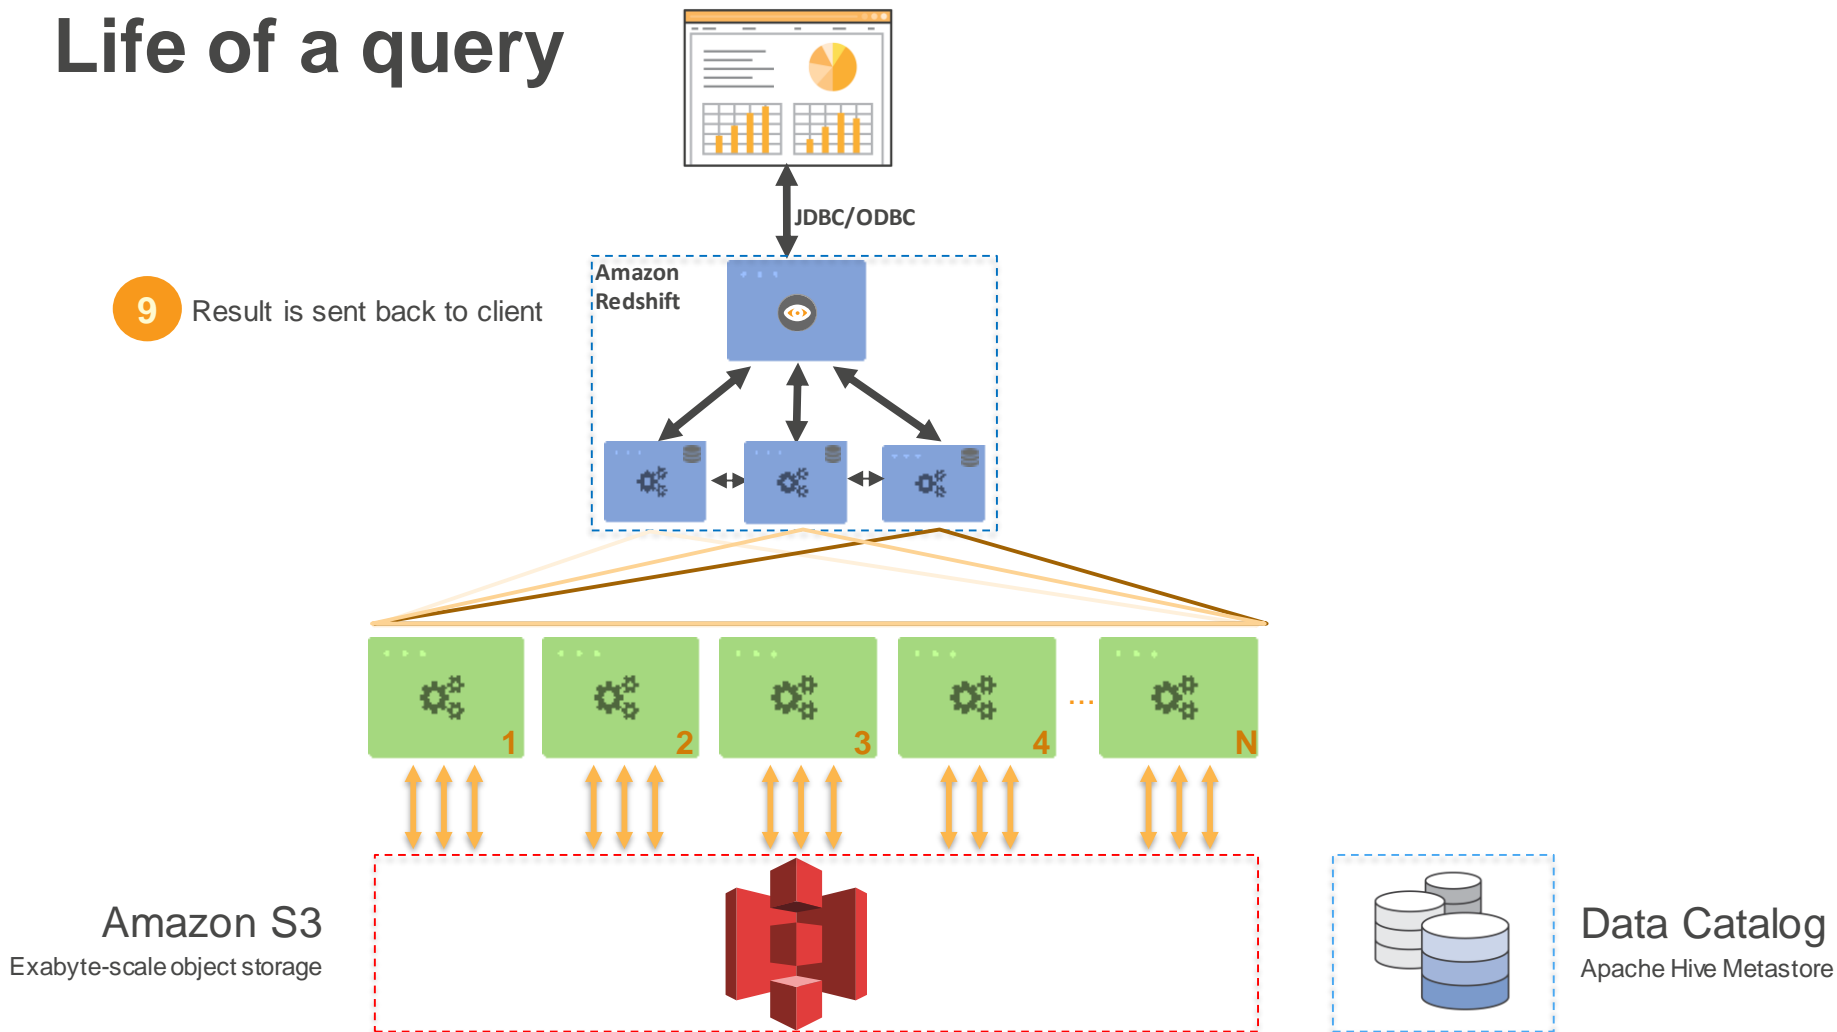 Life of a query
JDBC/ODBC
Amazon
Redshift
9
Result is sent back to client
1
2
3
4
...
N
Amazon S3
Exabyte-scale object storage
Data Catalog
Apache Hive Metastore